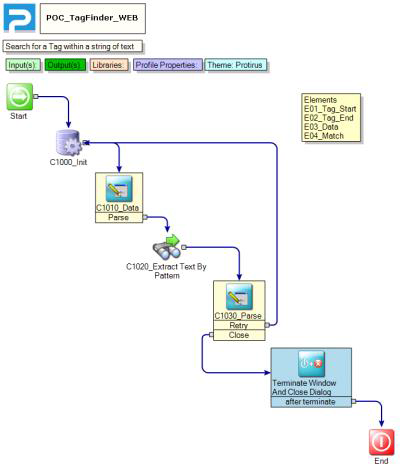 POC_TagFinder_WEB
Search for a Tag within a string of text
Input(s):
Output(s)
Libraries:
Profile Properties:
Theme: Protirus
Start
Elements
E01_Tag_Start
E02_Tag_End
E03_Data
E04_Match
C1000_Init
C1010_Data
Parse
C1020_Extract Text By
Pattern
C1030_Parse
Retry
Close
Terminate Window
And Close Dialog
after terminate
End